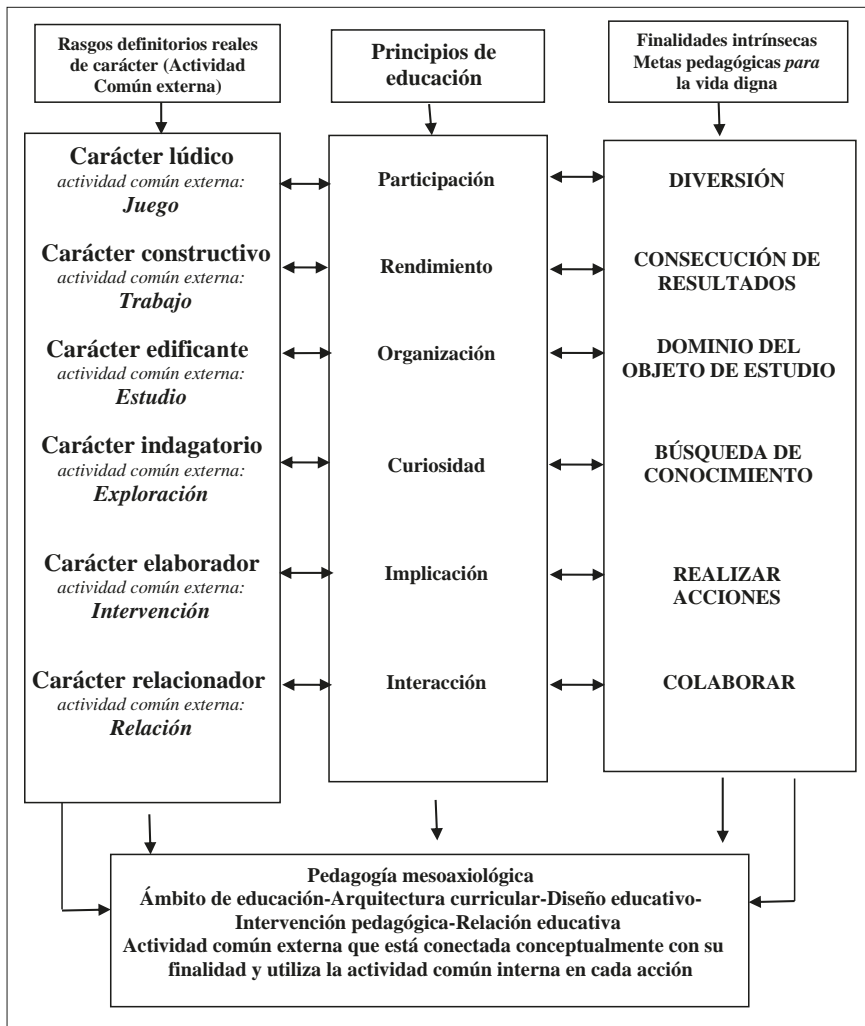 Rasgos definitorios reales
de carácter (Actividad
Común externa)
Principios de
educación
Finalidades intrínsecas
Metas pedagógicas para
la vida digna
Carácter lúdico
actividad común externa:
Juego
Participación
DIVERSIÓN
Carácter constructivo
actividad común externa:
Trabajo
Rendimiento
CONSECUCIÓN DE
RESULTADOS
Carácter edificante
actividad común externa:
Estudio
Organización
DOMINIO DEL
OBJETO DE ESTUDIO
Carácter indagatorio
actividad común externa:
Exploración
Curiosidad
BÚSQUEDA DE
CONOCIMIENTO
Carácter elaborador
actividad común externa:
Intervención
Implicación
REALIZAR
ACCIONES
Carácter relacionador
actividad común externa:
Relación
Interacción
COLABORAR
Pedagogía mesoaxiológica
Ámbito de educación-Arquitectura curricular-Diseño educativo-
Intervención pedagógica-Relación educativa
Actividad común externa que está conectada conceptualmente con su
finalidad y utiliza la actividad común interna en cada acción